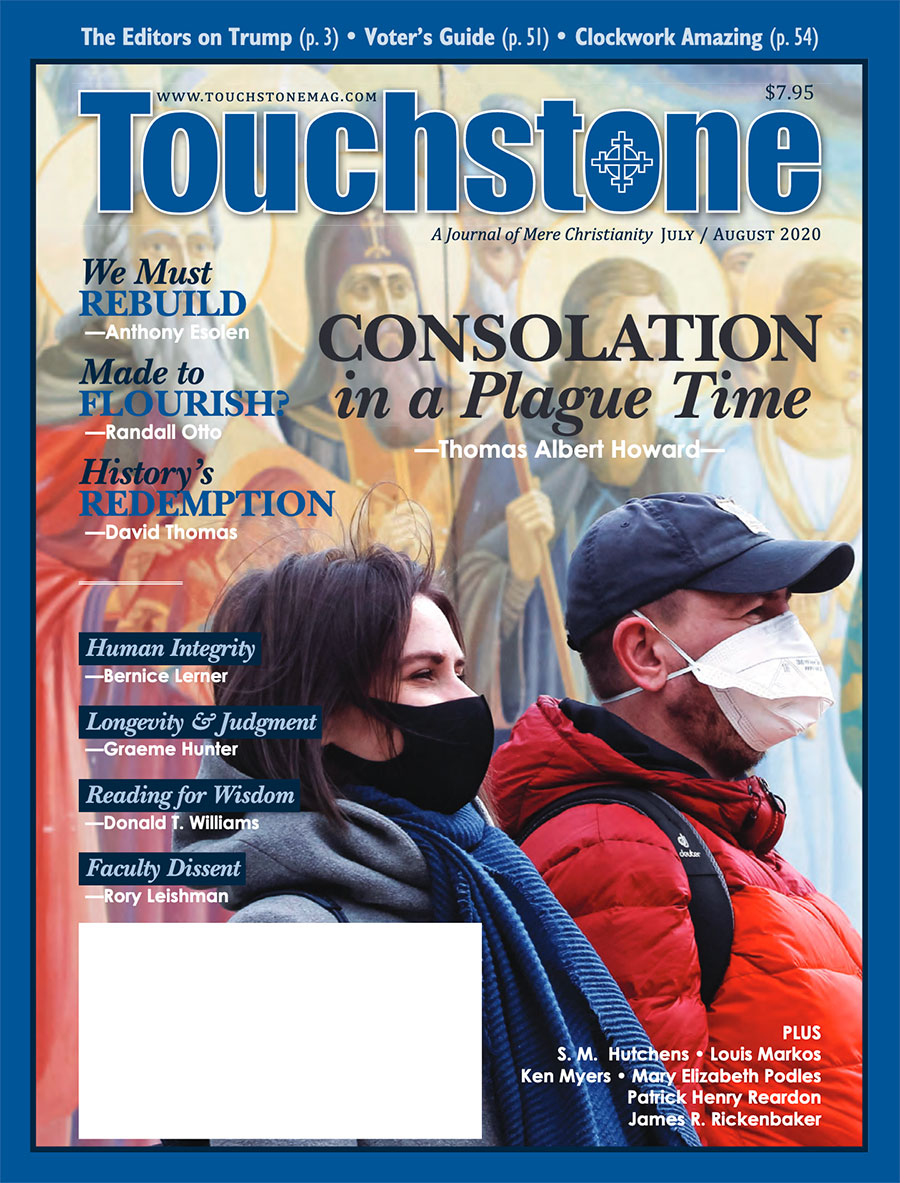 The Editors on Trump (p. 3) • Voter's Guide (p. 51) • Clockwork Amazing (p. 54)
WWW.TOUCHSTONEMAG.COM
$7.95
Touchstone
A Journal of Mere Christianity JULY / AUGUST 2020
We Must
REBUILD
—Anthony Esolen
Made to
FLOURISH?
—Randall Otto
History's
REDEMPTION
—David Thomas
CONSOLATION
in a Plague Time
—Thomas Albert Howard—
Human Integrity
—Bernice Lerner
Longevity & Judgment
—Graeme Hunter
Reading for Wisdom
—Donald T. Williams
Faculty Dissent
—Rory Leishman
deuter
PLUS
S. M. Hutchens • Louis Markos
Ken Myers • Mary Elizabeth Podles
Patrick Henry Reardon
James R. Rickenbaker